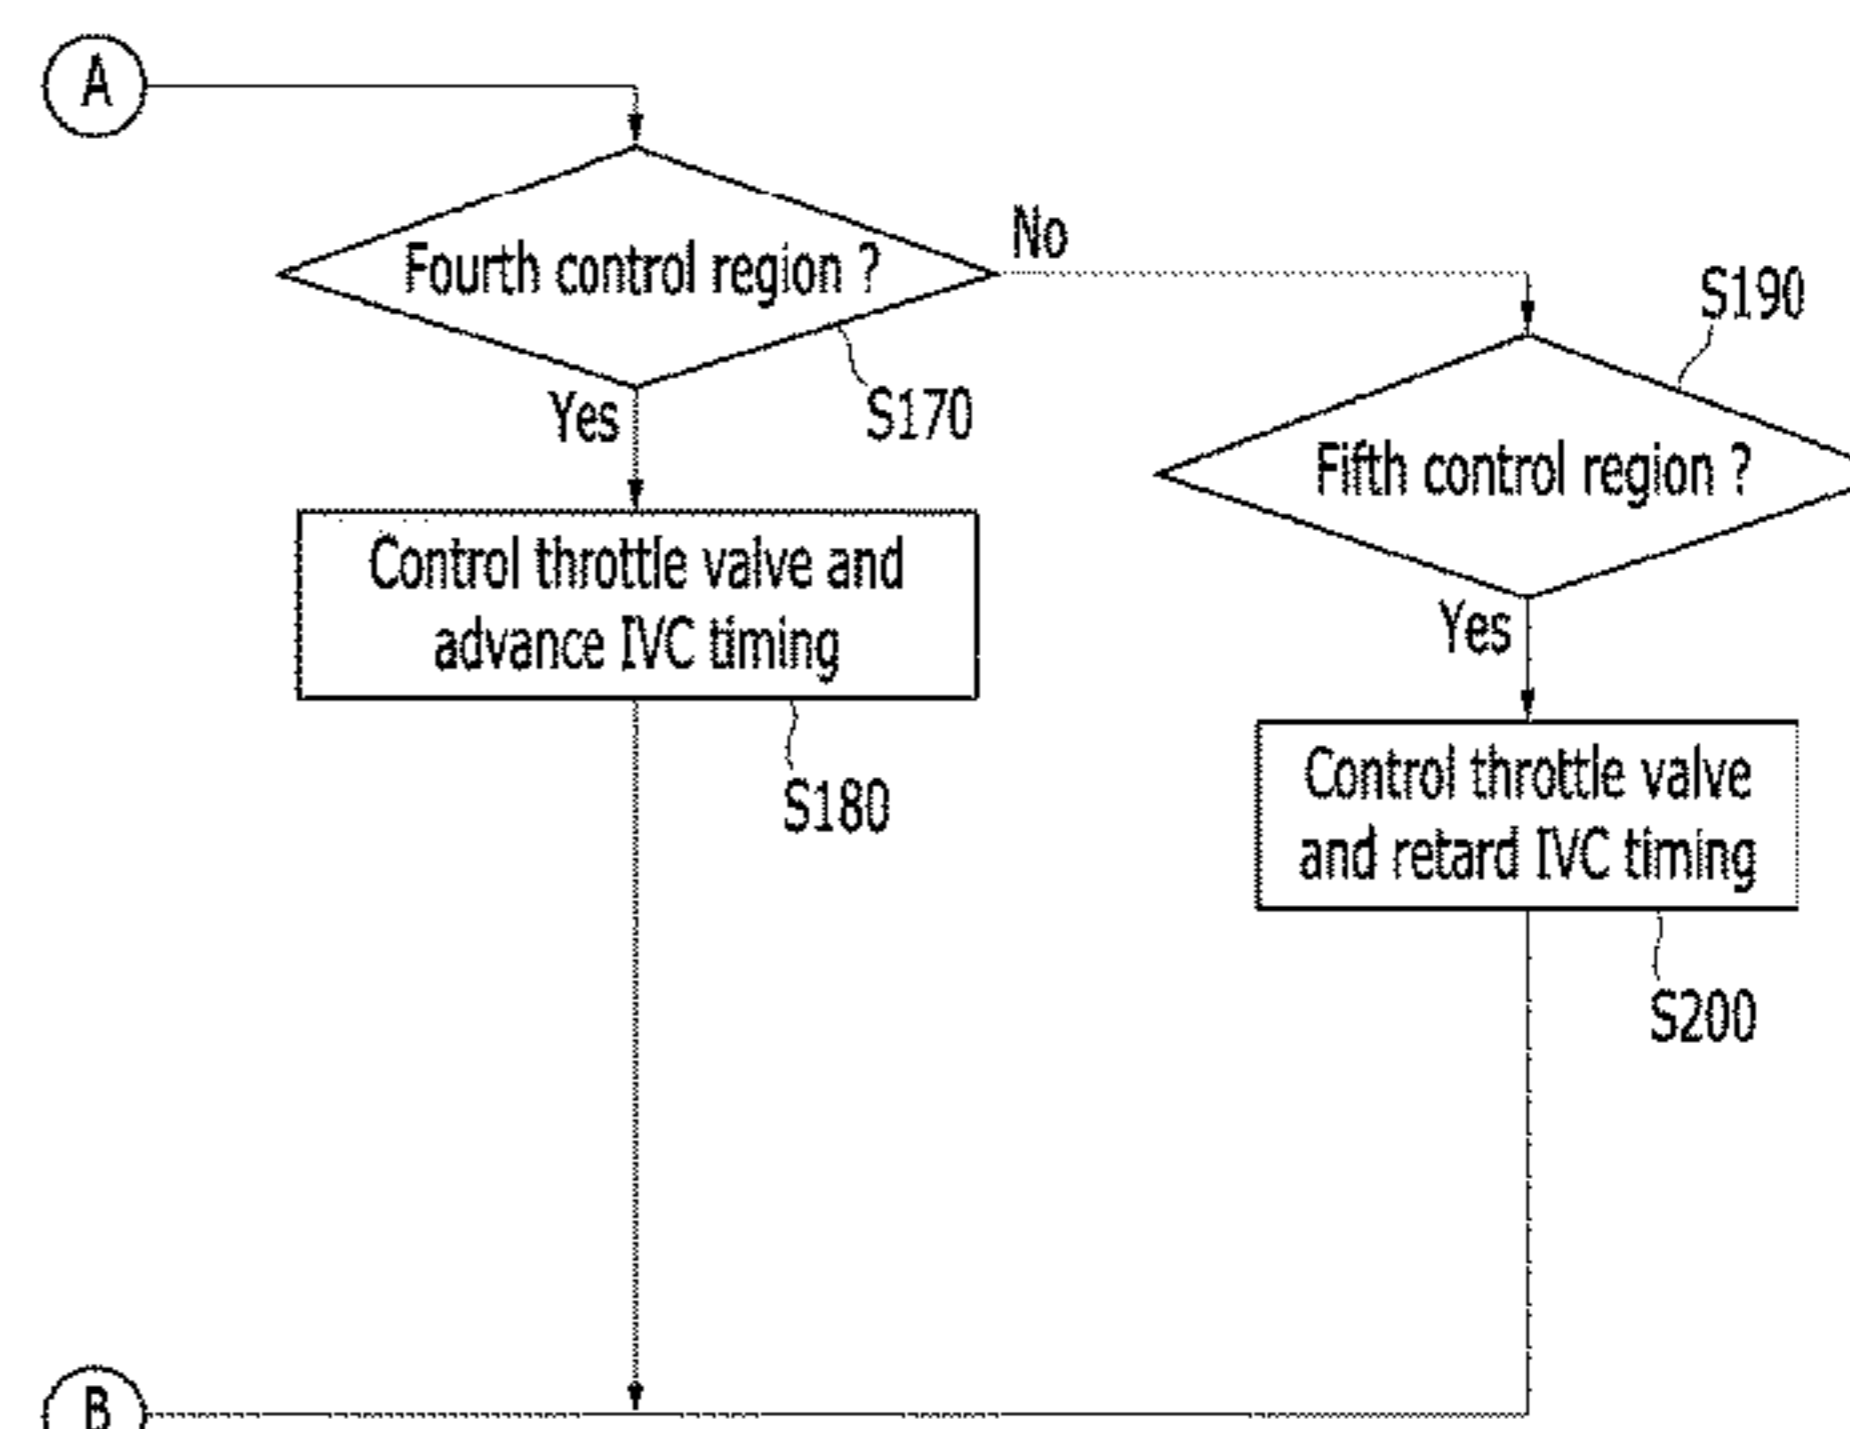 A
Fourth control region ?
No
S190
Yes
S170
Fifth control region ?
Control throttle valve and
advance IVC timing
Yes
S180
Control throttle valve
and retard IVC timing
S200
B